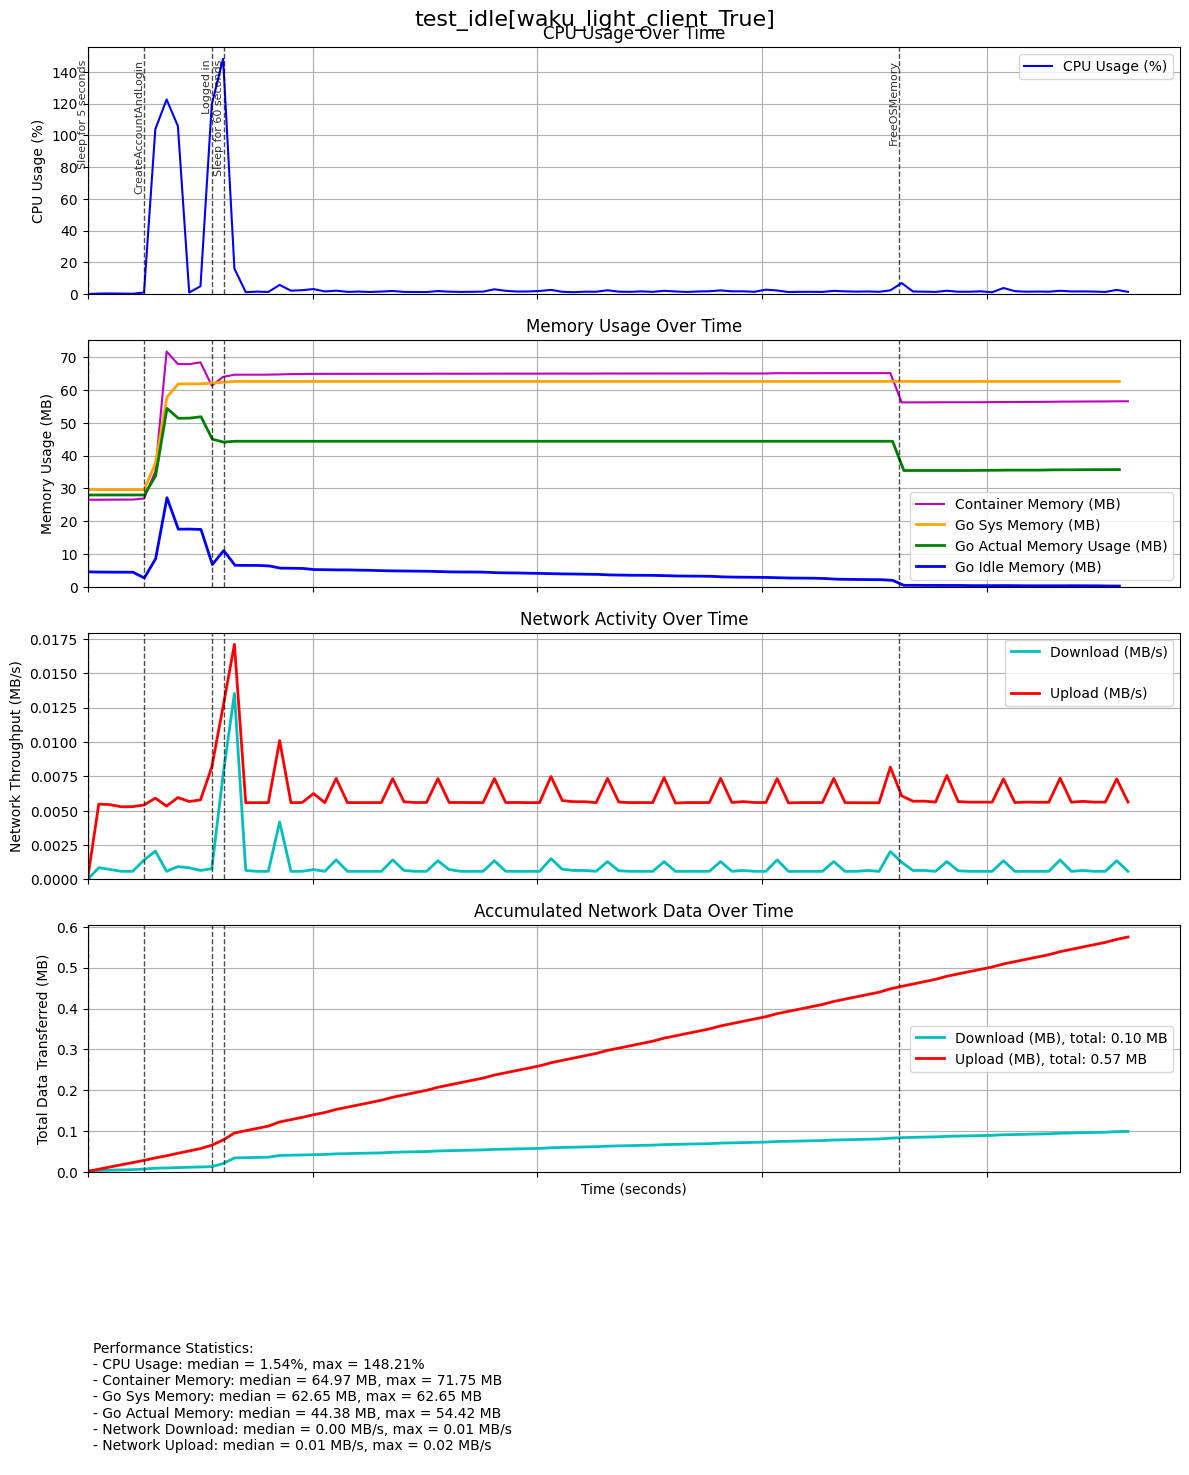 test_idle[waku_light_client_True]
CPU Usage Over Time
CPU Usage (%)
140
120
100
80
60
40
20
0
Sleep for 5 seconds
CreateAccountAndLogin
Logged in
Sleep for 60 seconds
FreeOSMemory
CPU Usage (%)
Memory Usage Over Time
Memory Usage (MB)
70
60
50
40
30
20
10
0
Container Memory (MB)
Go Sys Memory (MB)
Go Actual Memory Usage (MB)
Go Idle Memory (MB)
Network Activity Over Time
Network Throughput (MB/s)
0.0175
0.0150
0.0125
0.0100
0.0075
0.0050
0.0025
0.0000
Download (MB/s)
Upload (MB/s)
Accumulated Network Data Over Time
Total Data Transferred (MB)
0.6
0.5
0.4
0.3
0.2
0.1
0.0
Download (MB), total: 0.10 MB
Upload (MB), total: 0.57 MB
Time (seconds)
Performance Statistics:
- CPU Usage: median = 1.54%, max = 148.21%
- Container Memory: median = 64.97 MB, max = 71.75 MB
- Go Sys Memory: median = 62.65 MB, max = 62.65 MB
- Go Actual Memory: median = 44.38 MB, max = 54.42 MB
- Network Download: median = 0.00 MB/s, max = 0.01 MB/s
- Network Upload: median = 0.01 MB/s, max = 0.02 MB/s